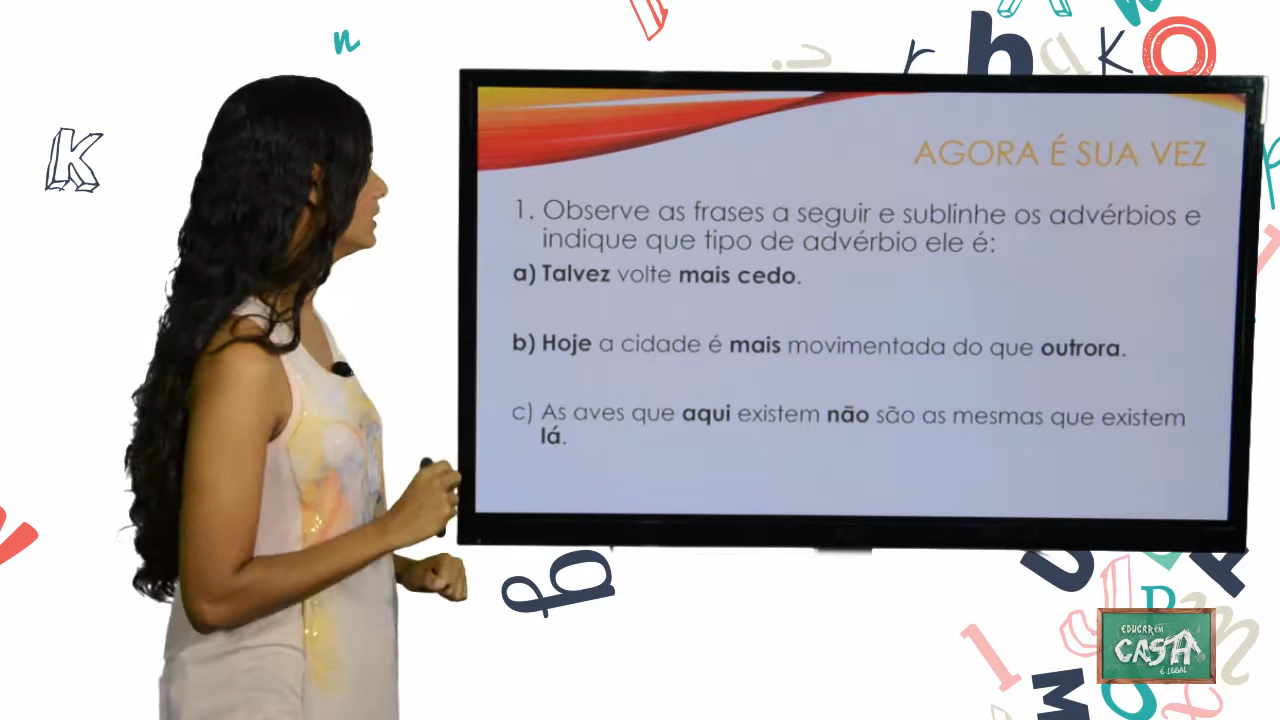 AGORA É SUA VEZ
1. Observe as frases a seguir e sublinhe os advérbios e
indique que tipo de advérbio ele é:
a) Talvez volte mais cedo.
b) Hoje a cidade é mais movimentada do que outrora.
c) As aves que aqui existem não são as mesmas que existem
lá.
EDUCAR EM
CASA
É LEGAL